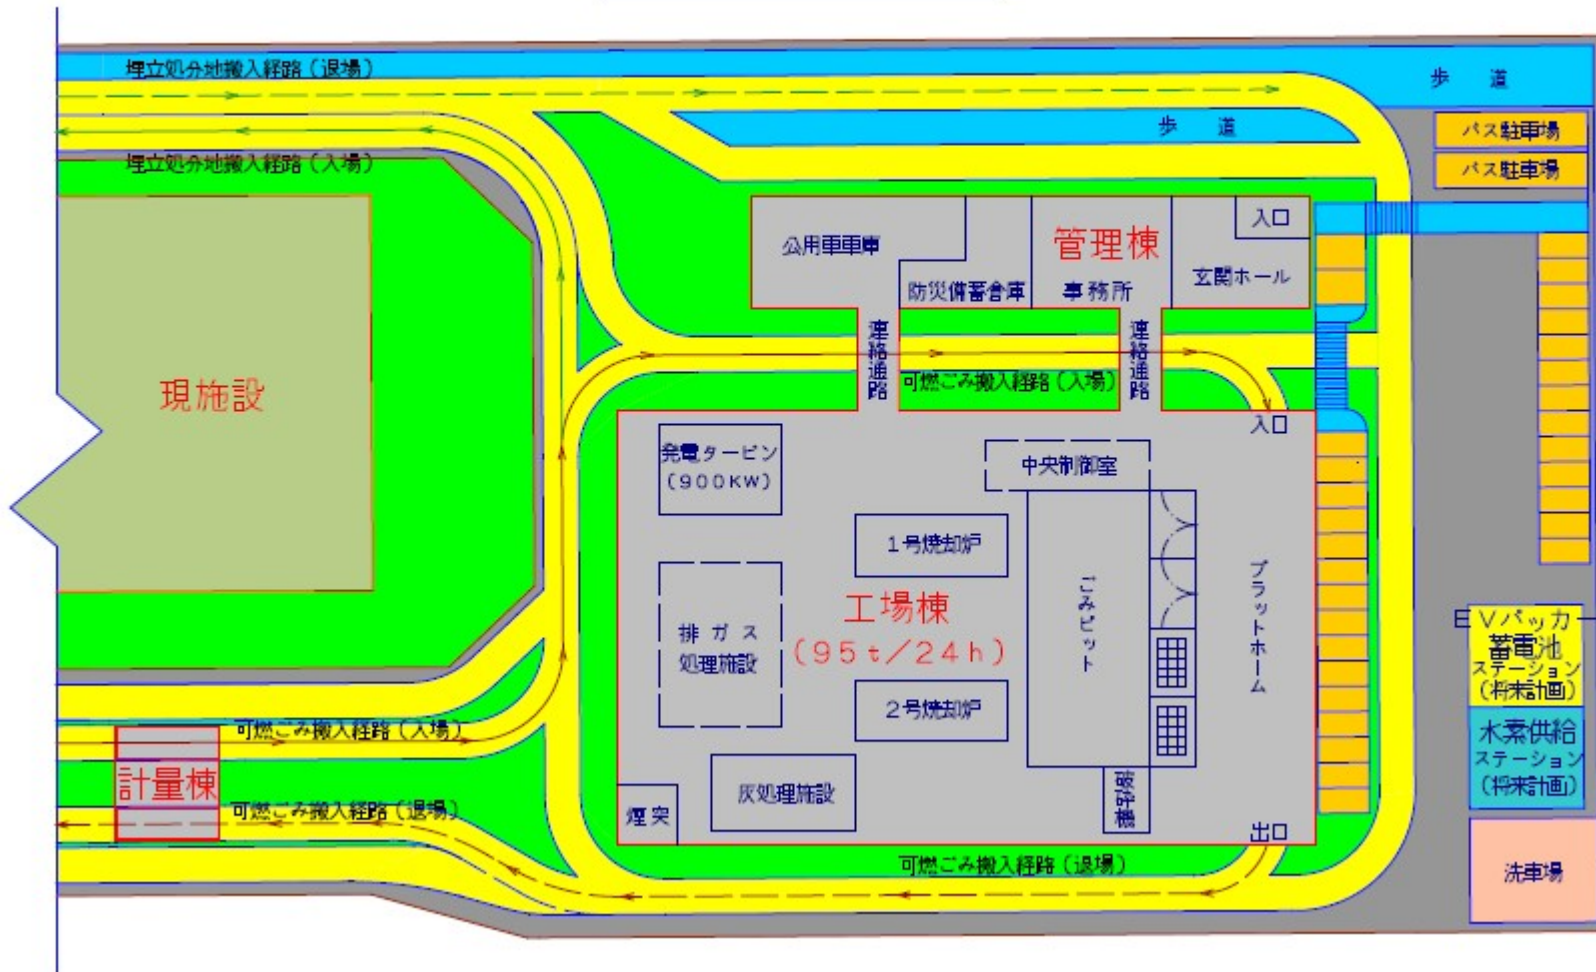 埋立処分地搬入経路（退場）
歩　道
歩　道
バス駐車場
バス駐車場
埋立処分地搬入経路（入場）
入口
管理棟
公用車車庫
防災備蓄倉庫
事務所
玄関ホール
連絡通路
連絡通路
可燃ごみ搬入経路（入場）
現施設
入口
発電タービン
（９００ＫＷ）
中央制御室
１号焼却炉
ごみピット
プラットホーム
工場棟
（９５ｔ／２４ｈ）
排ガス
処理施設
２号焼却炉
ＥＶパッカー
蓄電池
ステーション
（将来計画）
水素供給
ステーション
（将来計画）
可燃ごみ搬入経路（入場）
計量棟
可燃ごみ搬入経路（退場）
灰処理施設
破砕機
煙突
出口
可燃ごみ搬入経路（退場）
洗車場